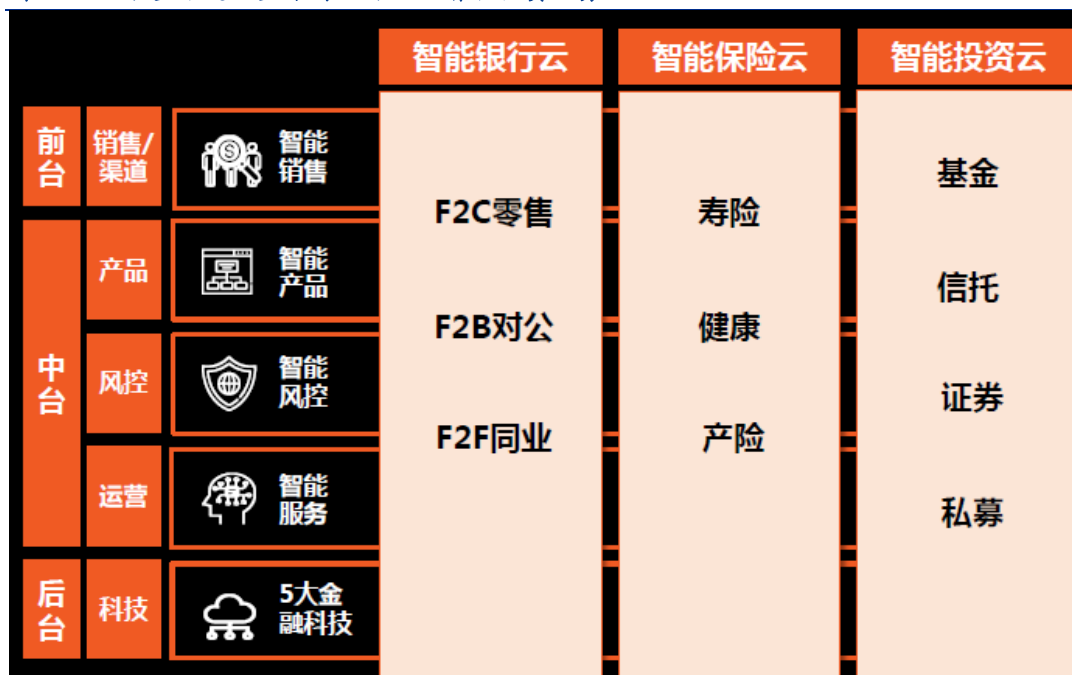 智能银行云
智能保险云
智能投资云
前台
销售/
渠道
智能
销售
中台
产品
智能
产品
风控
智能
风控
运营
智能
服务
后台
科技
5大金
融科技
F2C零售
F2B对公
F2F同业
寿险
健康
产险
基金
信托
证券
私募